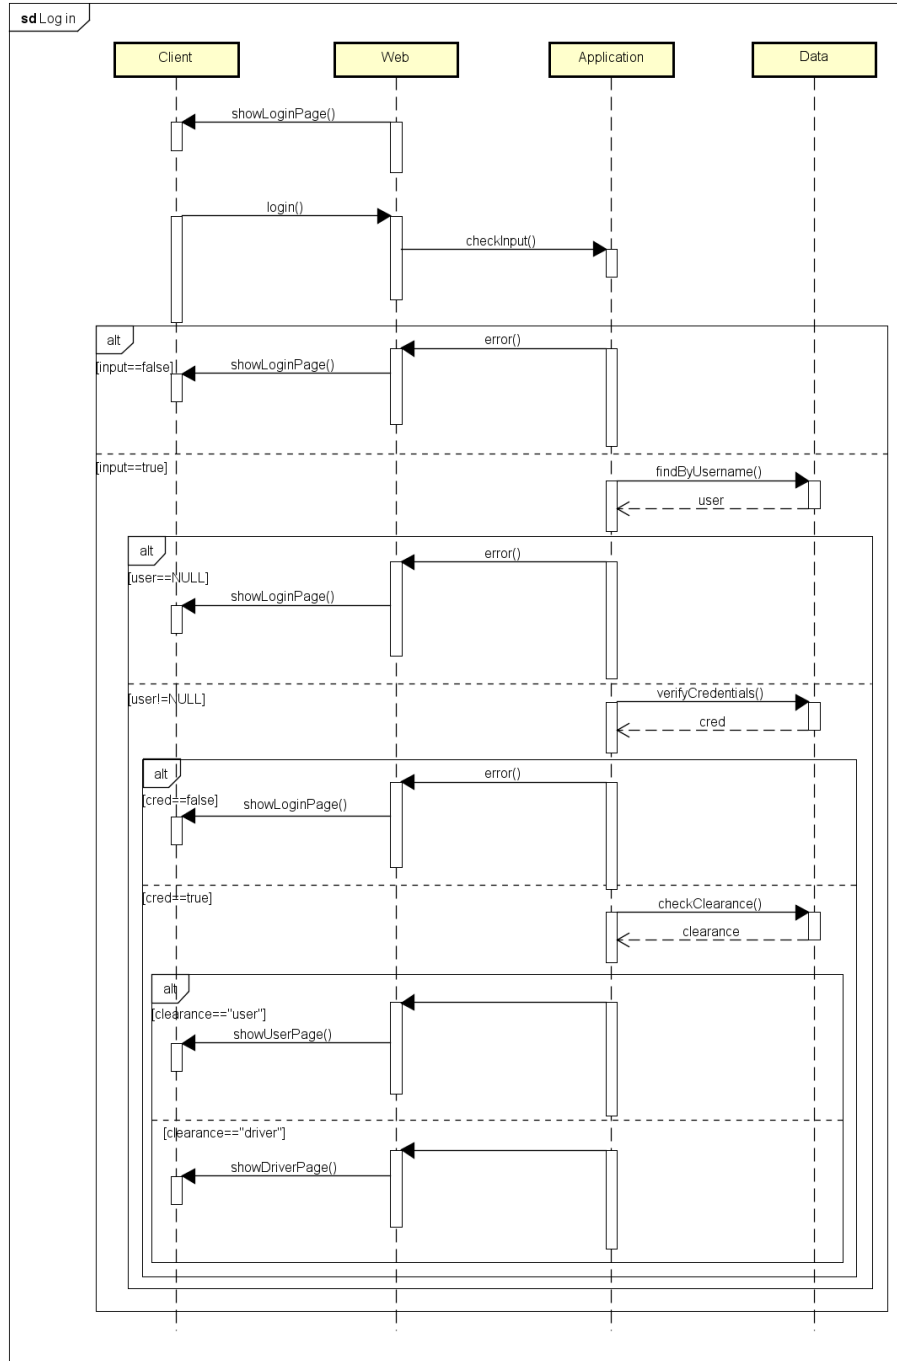 sd Log in
Client
Web
Application
Data
showLoginPage()
login()
checkInput()
alt
error()
[input==false]
showLoginPage()
[input==true]
findByUsername()
user
alt
error()
[user==NULL]
showLoginPage()
[user!=NULL]
verifyCredentials()
cred
alt
error()
[cred==false]
showLoginPage()
[cred==true]
checkClearance()
clearance
alt
[clearance=="user"]
showUserPage()
[clearance=="driver"]
showDriverPage()